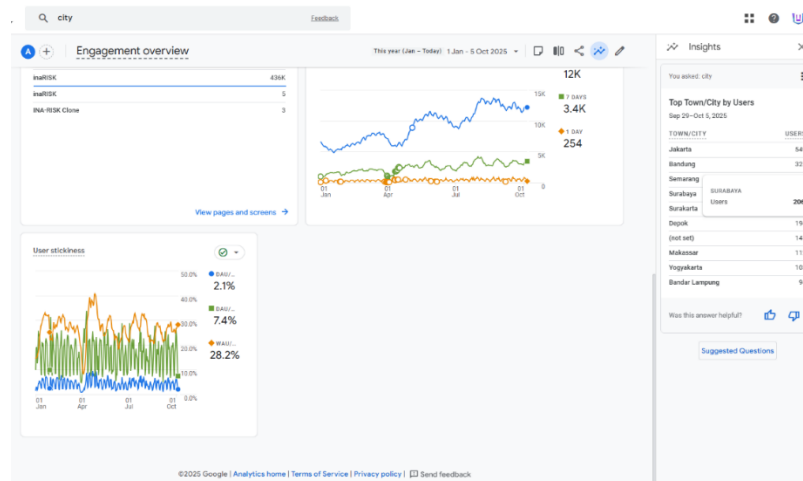 city
Feedback
A
Engagement overview
This year (Jan – Today) 1 Jan - 5 Oct 2025
inaRISK 436K
inaRISK 5
INA-RISK Clone 3
View pages and screens
12K
7 DAYS
3.4K
1 DAY
254
15K
10K
5K
0
01 Jan
01 Apr
01 Jul
01 Oct
User stickiness
50.0%
40.0%
30.0%
20.0%
10.0%
0.0%
DAU/...
2.1%
DAU/...
7.4%
WAU/...
28.2%
01 Jan
01 Apr
01 Jul
01 Oct
©2025 Google | Analytics home | Terms of Service | Privacy policy | Send feedback
Insights
You asked: city
Top Town/City by Users
Sep 29–Oct 5, 2025
TOWN/CITY
Jakarta
Bandung
Semarang
Surabaya
Surakarta
SURABAYA
Users
Depok
(not set)
Makassar
Yogyakarta
Bandar Lampung
Was this answer helpful?
Suggested Questions